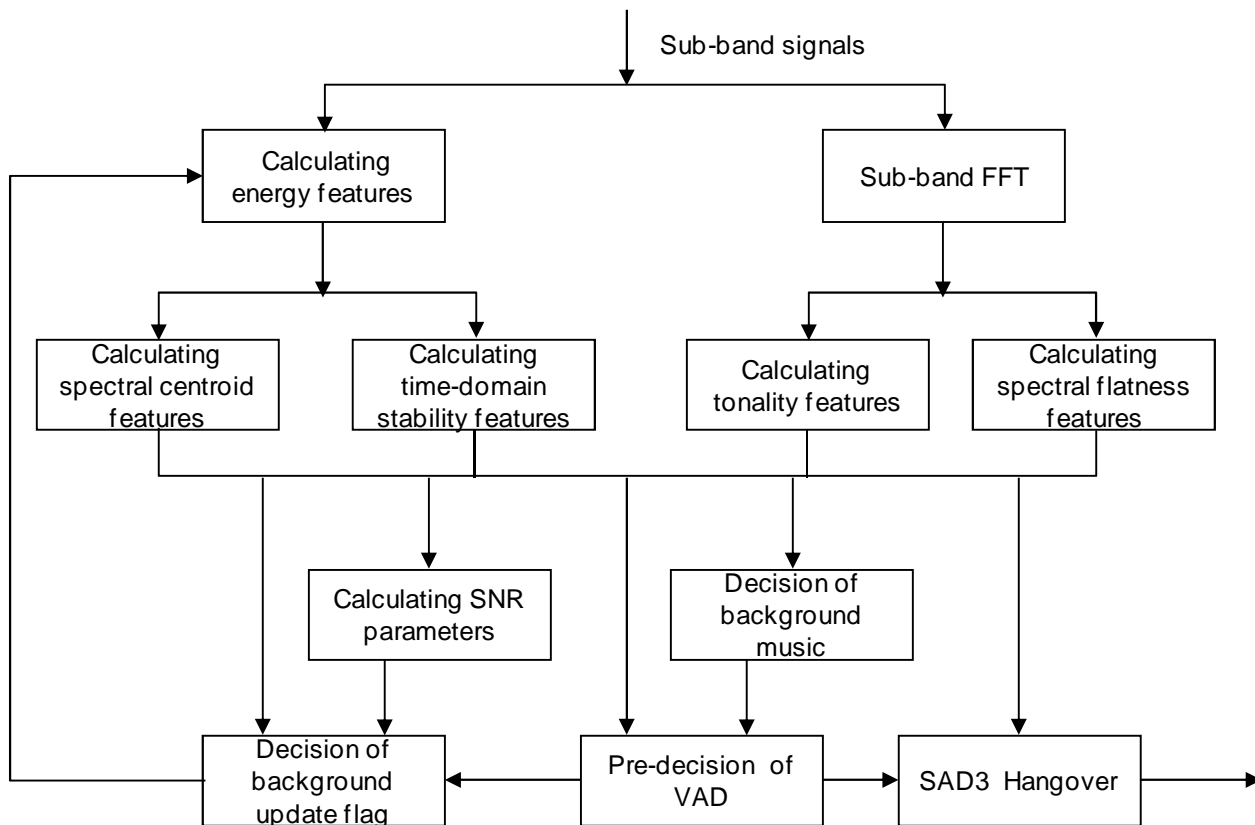 Sub-band signals
Calculating
energy features
Sub-band FFT
Calculating
spectral centroid
features
Calculating
time-domain
stability features
Calculating
tonality features
Calculating
spectral flatness
features
Calculating SNR
parameters
Decision of
background
music
Decision of
background
update flag
Pre-decision of
VAD
SAD3 Hangover